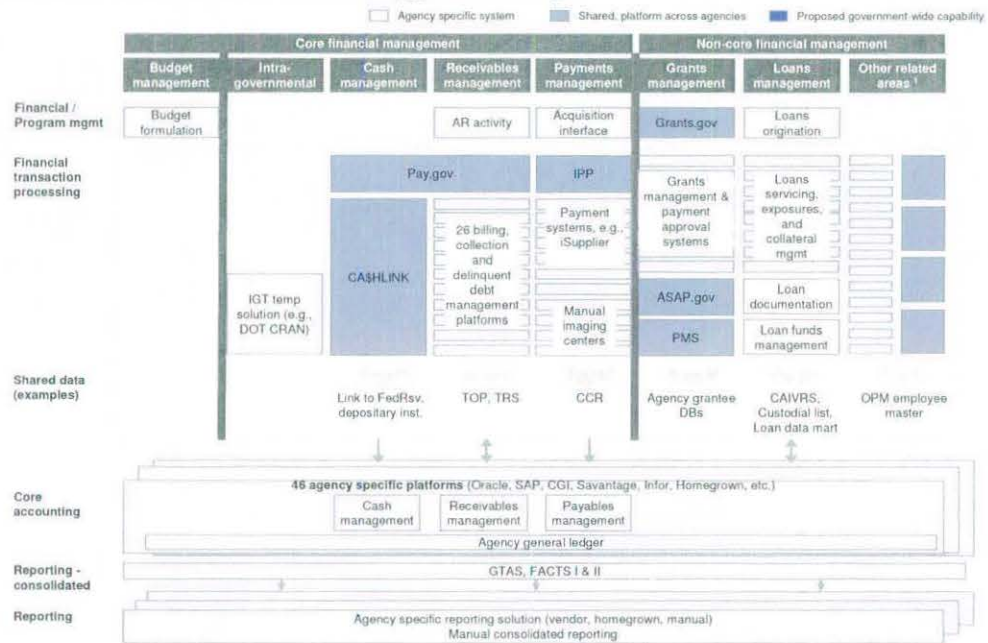 Agency specific system
Shared, platform across agencies
Proposed government-wide capability
Core financial management
Non-core financial management
Budget
management
Intra-
governmental
Cash
management
Receivables
management
Payments
management
Grants
management
Loans
management
Other related
areas 1
Financial /
Program mgmt
Budget
formulation
AR activity
Acquisition
interface
Grants.gov
Loans
origination
Financial
transaction
processing
Pay.gov
IPP
CA$HLINK
IGT temp
solution (e.g.,
DOT CRAN)
26 billing,
collection
and
delinquent
debt
management
platforms
Payment
systems, e.g.,
iSupplier
Manual
imaging
centers
Grants
management &
payment
approval
systems
ASAP.gov
PMS
Loans
servicing,
exposures,
and
collateral
mgmt
Loan
documentation
Loan funds
management
Shared data
(examples)
Link to FedRsv.
depositary inst.
TOP, TRS
CCR
Agency grantee
DBs
CAIVRS,
Custodial list,
Loan data mart
OPM employee
master
Core
accounting
46 agency specific platforms (Oracle, SAP, CGI, Savantage, Infor, Homegrown, etc.)
Cash
management
Receivables
management
Payables
management
Agency general ledger
Reporting -
consolidated
GTAS, FACTS I & II
Reporting
Agency specific reporting solution (vendor, homegrown, manual)
Manual consolidated reporting